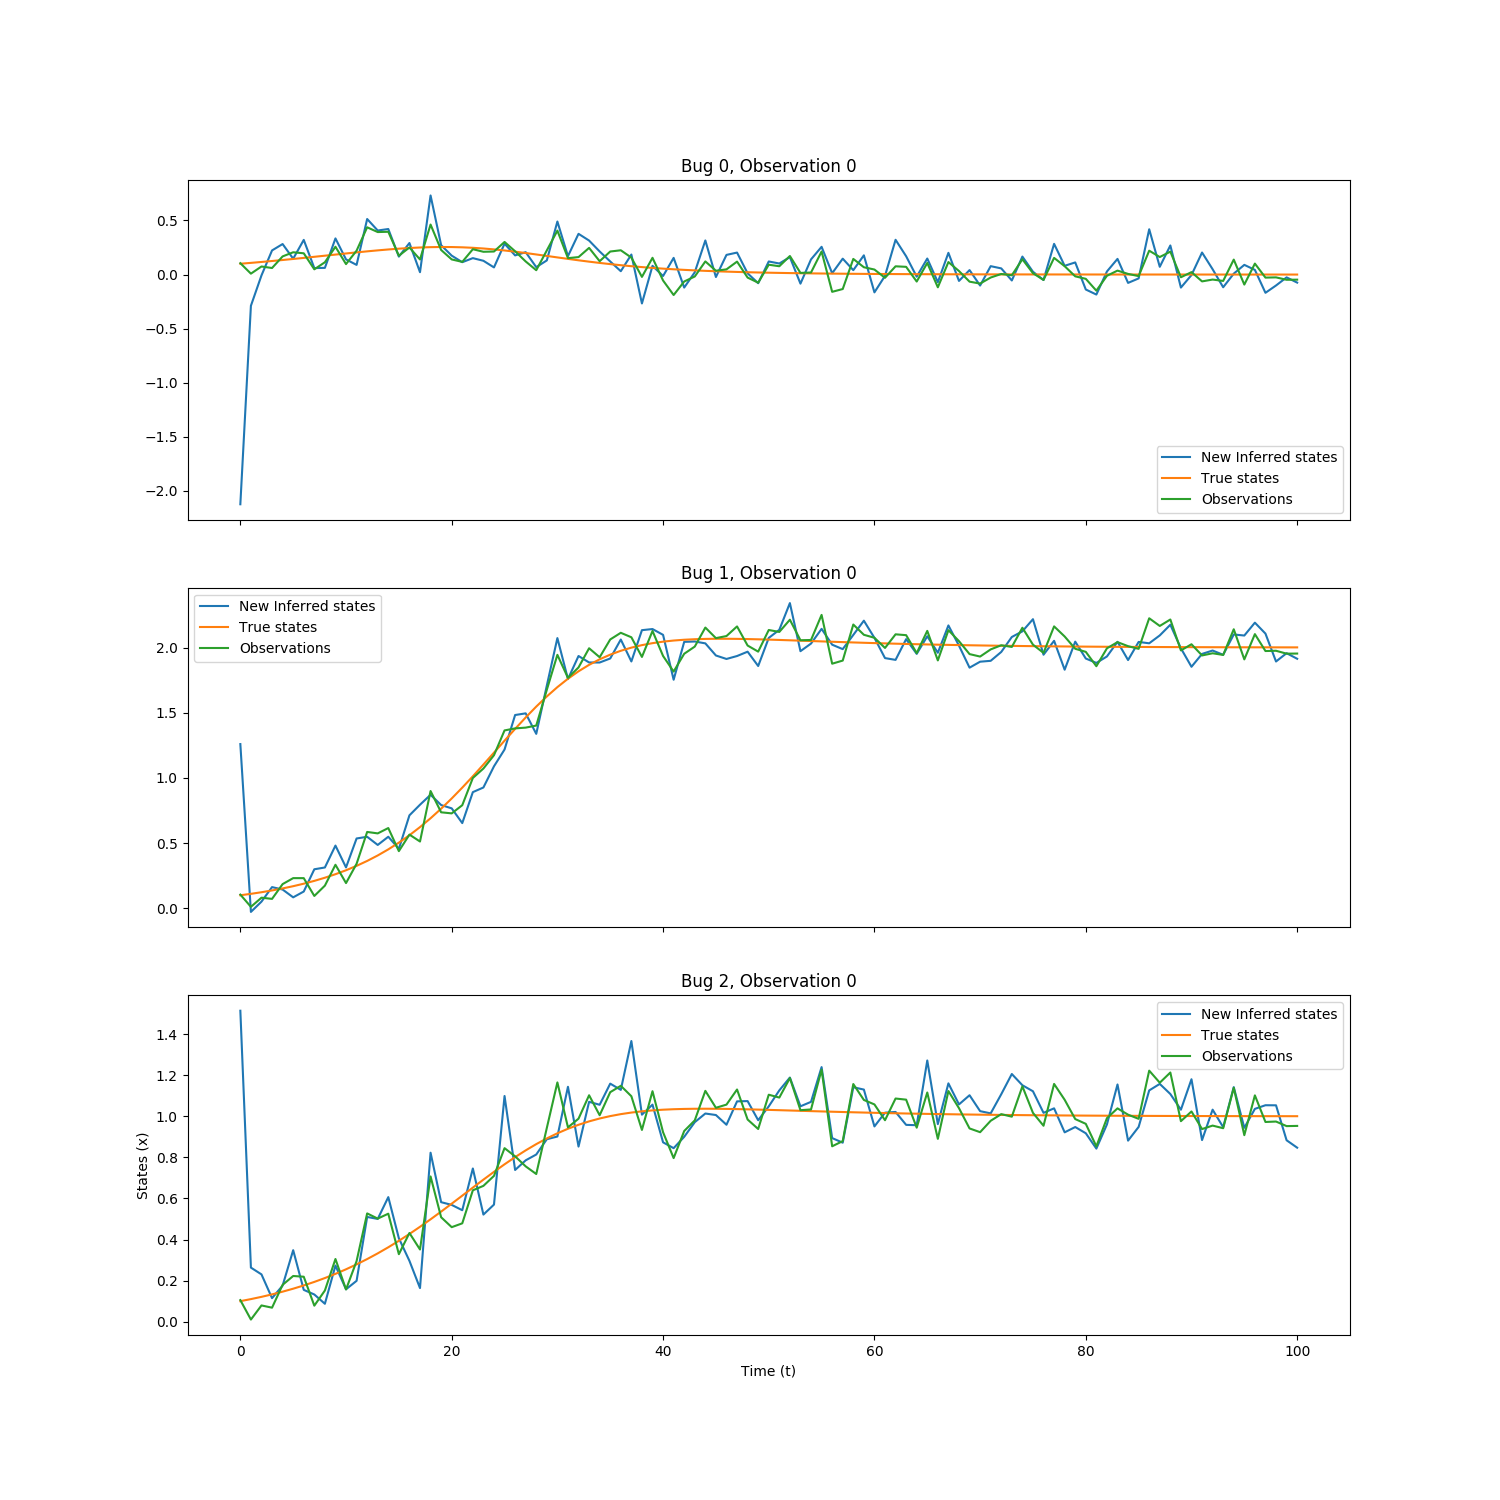 Bug 0, Observation 0
0.5
0.0
−0.5
−1.0
−1.5
−2.0
New Inferred states
True states
Observations
Bug 1, Observation 0
New Inferred states
True states
Observations
2.0
1.5
1.0
0.5
0.0
Bug 2, Observation 0
New Inferred states
True states
Observations
1.4
1.2
1.0
0.8
0.6
0.4
0.2
0.0
States (x)
0 20 40 60 80 100
Time (t)